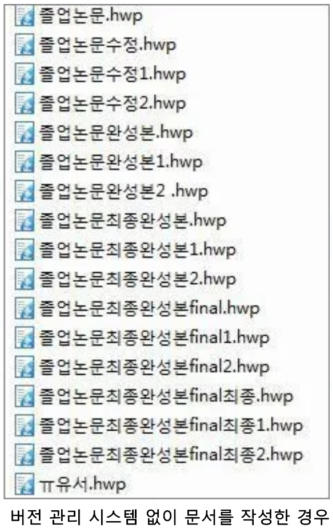 졸업논문.hwp
졸업논문수정.hwp
졸업논문수정1.hwp
졸업논문수정2.hwp
졸업논문완성본.hwp
졸업논문완성본1.hwp
졸업논문완성본2 .hwp
졸업논문최종완성본.hwp
졸업논문최종완성본1.hwp
졸업논문최종완성본2.hwp
졸업논문최종완성본final.hwp
졸업논문최종완성본final1.hwp
졸업논문최종완성본final2.hwp
졸업논문최종완성본final최종.hwp
졸업논문최종완성본final최종1.hwp
졸업논문최종완성본final최종2.hwp
ㅠ유서.hwp
버전 관리 시스템 없이 문서를 작성한 경우